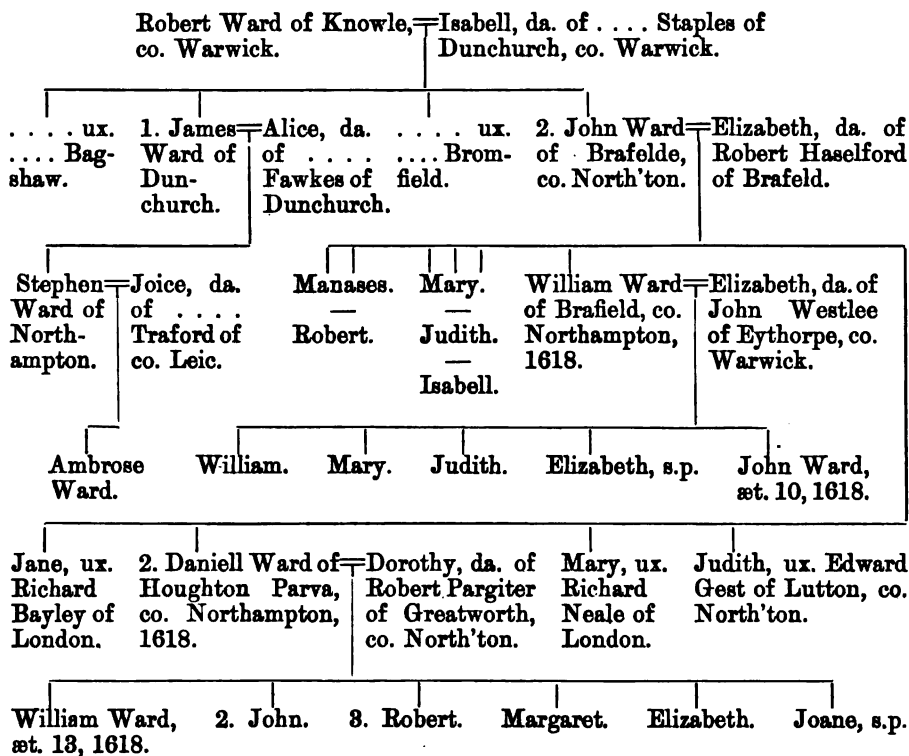 Robert Ward of Knowle, co. Warwick.
Isabell, da. of . . . . Staples of Dunchurch, co. Warwick.
. . . . ux. . . . . Bag-
shaw.
1. James
Ward of
Dun-
church.
Alice, da.
of . . . .
Fawkes of
Dunchurch.
. . . . ux.
. . . . Brom-
field.
2. John Ward
of Brafelde,
co. North'ton.
Elizabeth, da. of
Robert Haselford
of Brafeld.
Stephen
Ward of
North-
ampton.
Joice, da.
of . . . .
Traford of
co. Leic.
Manases.
—
Robert.
Mary.
—
Judith.
—
Isabell.
William Ward
of Brafield, co.
Northampton,
1618.
Elizabeth, da. of
John Westlee
of Eythorpe, co.
Warwick.
Ambrose
Ward.
William.
Mary.
Judith.
Elizabeth, s.p.
John Ward,
æt. 10, 1618.
Jane, ux.
Richard
Bayley of
London.
2. Daniell Ward of
Houghton Parva,
co. Northampton,
1618.
Dorothy, da. of
Robert Pargiter
of Greatworth,
co. North'ton.
Mary, ux.
Richard
Neale of
London.
Judith, ux. Edward
Gest of Lutton, co.
North'ton.
William Ward,
æt. 13, 1618.
2. John.
3. Robert.
Margaret.
Elizabeth.
Joane, s.p.